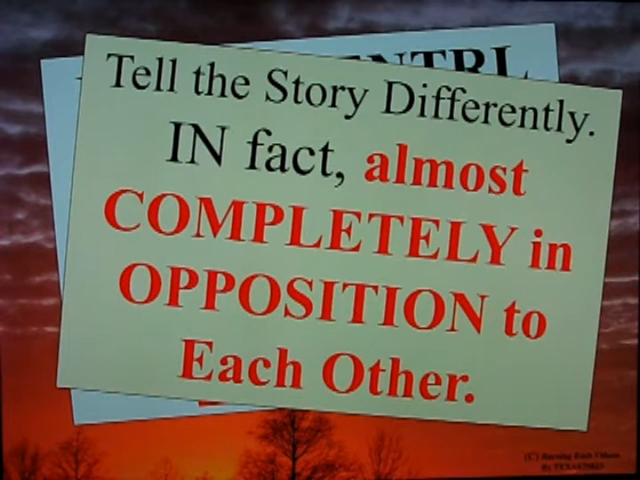 Tell the Story Differently.
IN fact, almost
COMPLETELY in
OPPOSITION to
Each Other.